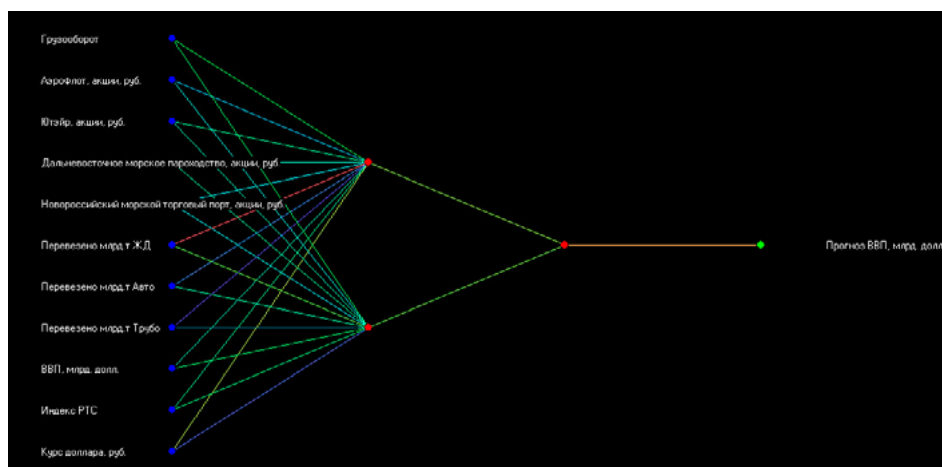 Грузооборот
Аэрофлот, акции, руб.
Ютэйр, акции, руб.
Дальневосточное морское пароходство, акции, руб
Новороссийский морской торговый порт, акции, руб.
Перевезено млрд.т ЖД
Перевезено млрд.т Авто
Перевезено млрд.т Трубо
Прогноз ВВП, млрд. долл
ВВП, млрд. долл.
Индекс РТС
Курс доллара, руб.